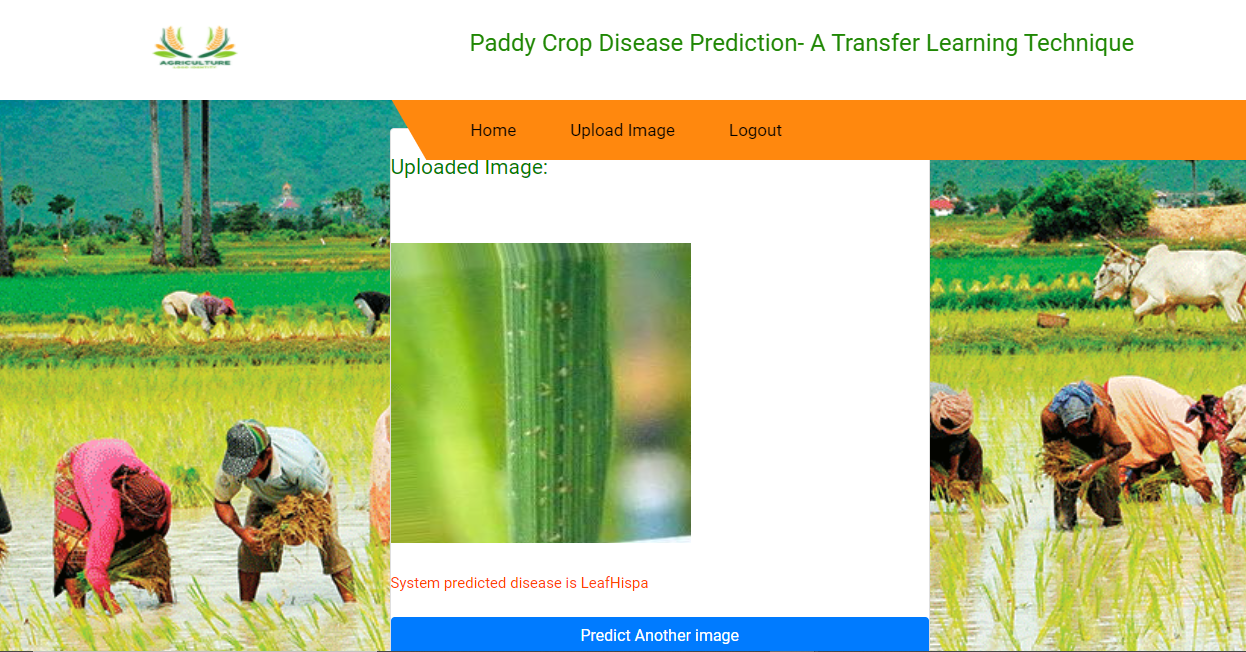 AGRICULTURE
Paddy Crop Disease Prediction- A Transfer Learning Technique
Home Upload Image Logout
Uploaded Image:
System predicted disease is LeafHispa
Predict Another image